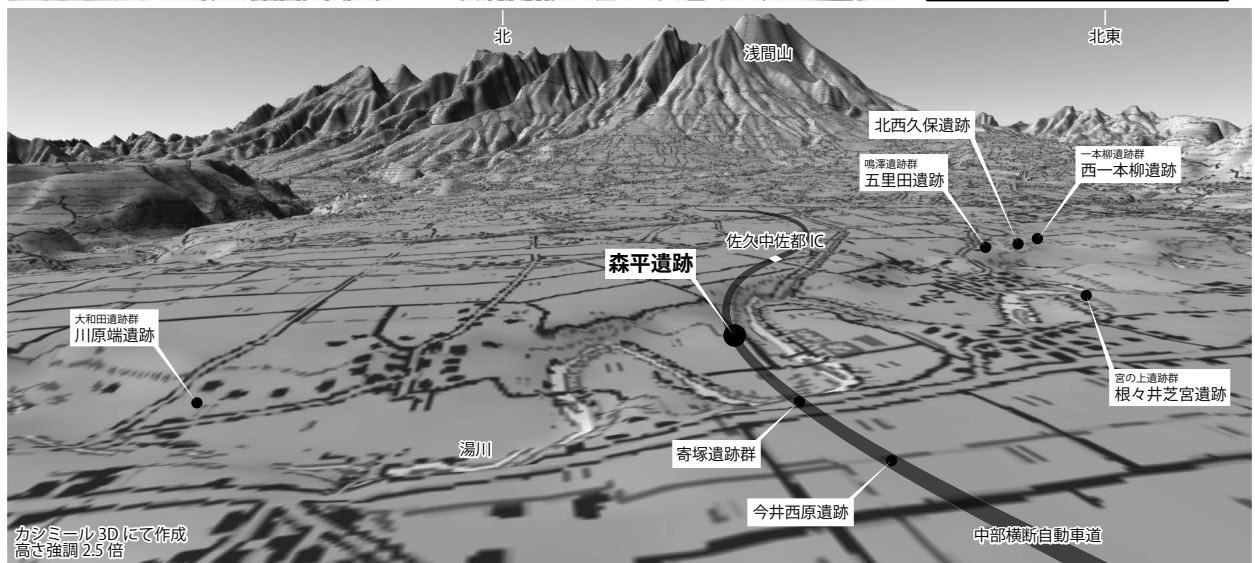 北
北東
浅間山
北西久保遺跡
鳴澤遺跡群
五里田遺跡
一本柳遺跡群
西一本柳遺跡
佐久中佐都 IC
森平遺跡
大和田遺跡群
川原端遺跡
宮の上遺跡群
根々井芝宮遺跡
湯川
寄塚遺跡群
今井西原遺跡
カシミール 3D にて作成
高さ強調 2.5 倍
中部横断自動車道